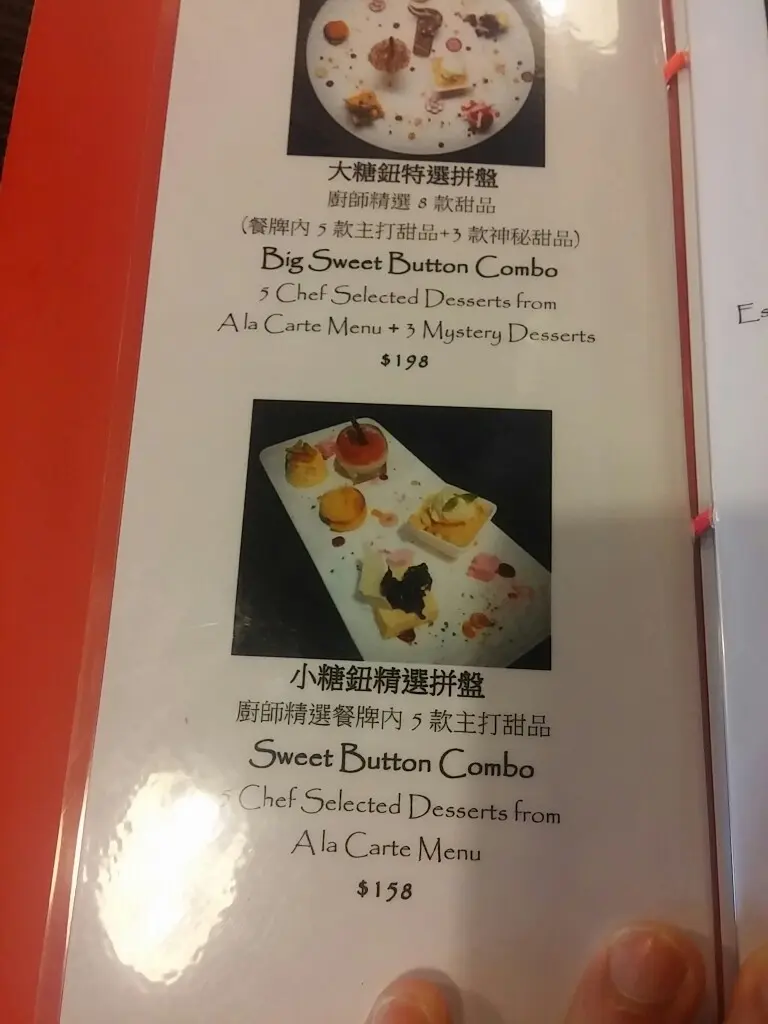 大糖鈕特選拼盤
廚師精選 8 款甜品
(餐牌內 5 款主打甜品+3 款神秘甜品)
Big Sweet Button Combo
5 Chef Selected Desserts from
A la Carte Menu + 3 Mystery Desserts
$198
小糖鈕精選拼盤
廚師精選餐牌內 5 款主打甜品
Sweet Button Combo
5 Chef Selected Desserts from
A la Carte Menu
$158